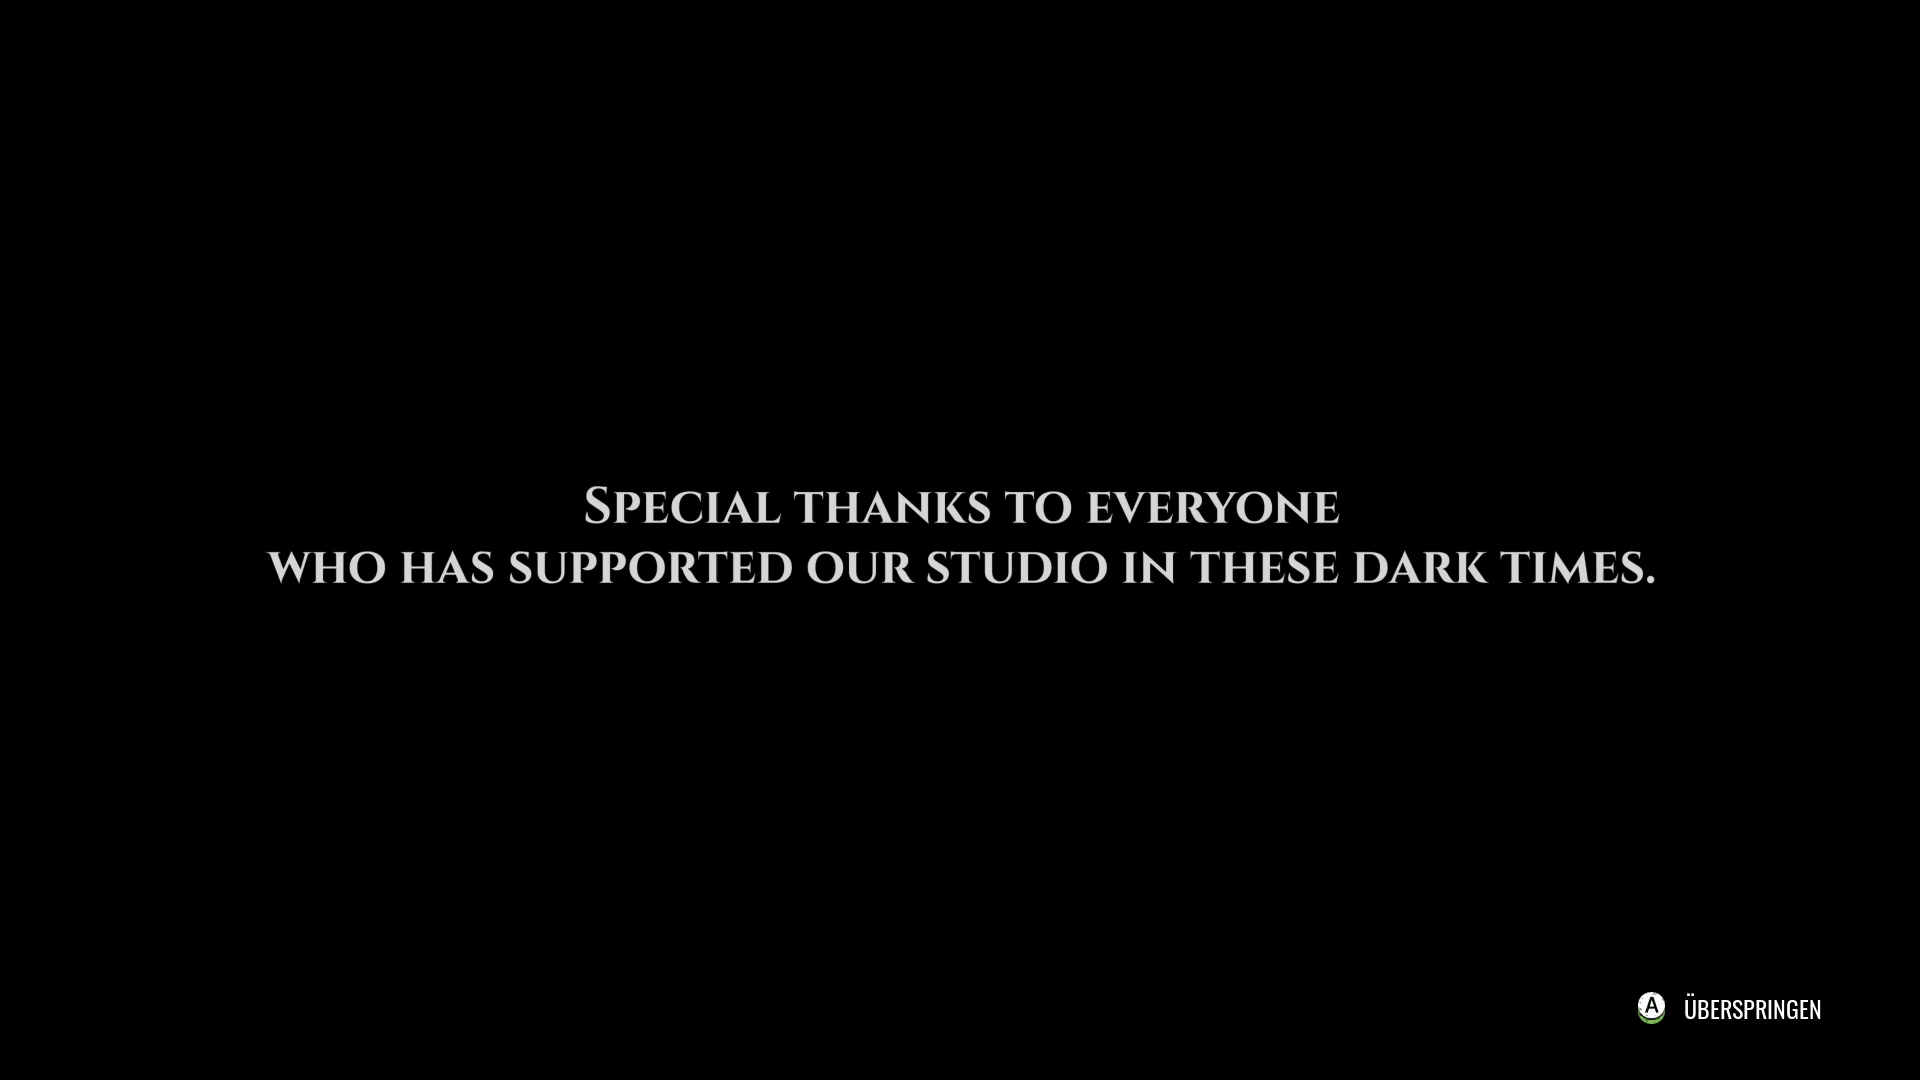 Special thanks to everyone
who has supported our studio in these dark times.
A ÜBERSPRINGEN